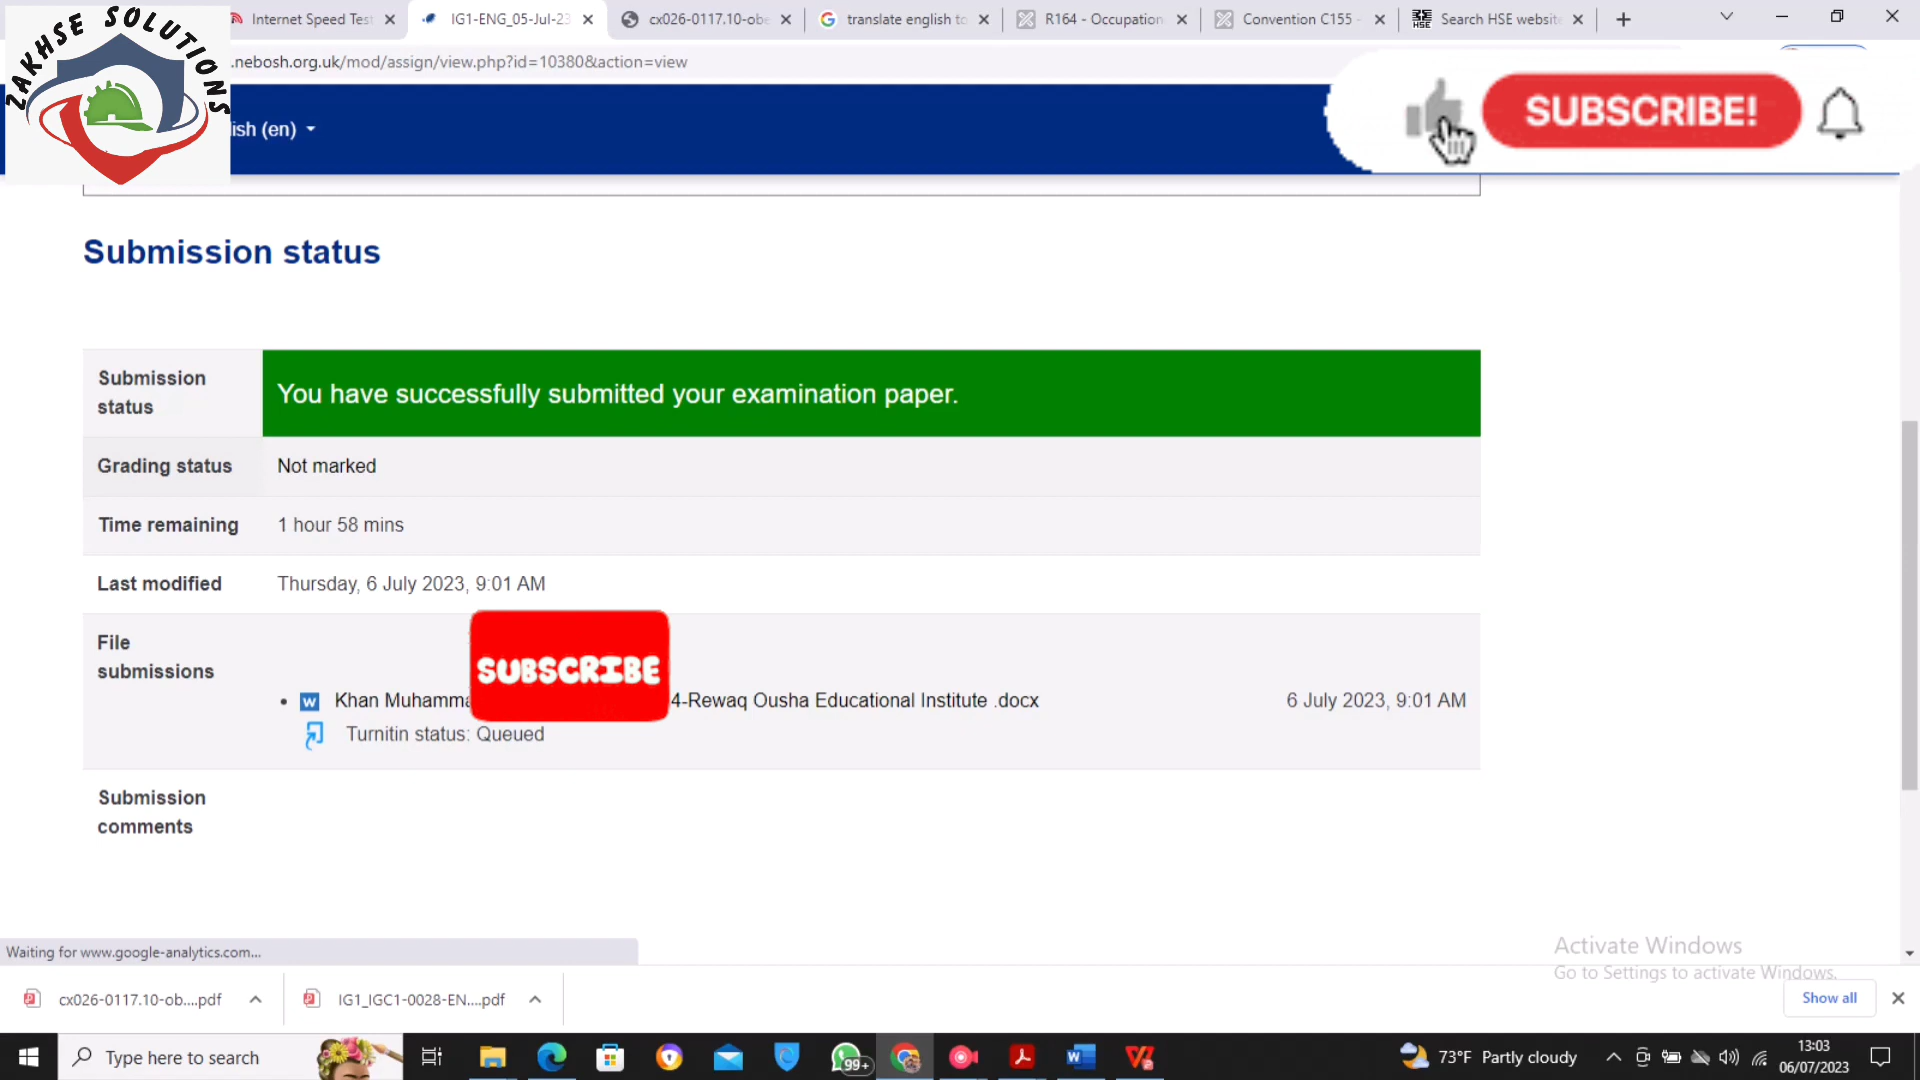 ZAKHSE SOLUTIONS
Internet Speed Test
IG1-ENG_05-Jul-23
cx026-0117.10-obe
translate english to
R164 - Occupation
Convention C155 -
Search HSE website
.nebosh.org.uk/mod/assign/view.php?id=10380&action=view
ish (en)
SUBSCRIBE!
Submission status
Submission status
You have successfully submitted your examination paper.
Grading status
Not marked
Time remaining
1 hour 58 mins
Last modified
Thursday, 6 July 2023, 9:01 AM
File submissions
SUBSCRIBE
Khan Muhamma
4-Rewaq Ousha Educational Institute .docx
6 July 2023, 9:01 AM
Turnitin status: Queued
Submission comments
Waiting for www.google-analytics.com...
Activate Windows
Go to Settings to activate Windows.
cx026-0117.10-ob....pdf
IG1_IGC1-0028-EN....pdf
Show all
Type here to search
99+
73°F Partly cloudy
13:03
06/07/2023